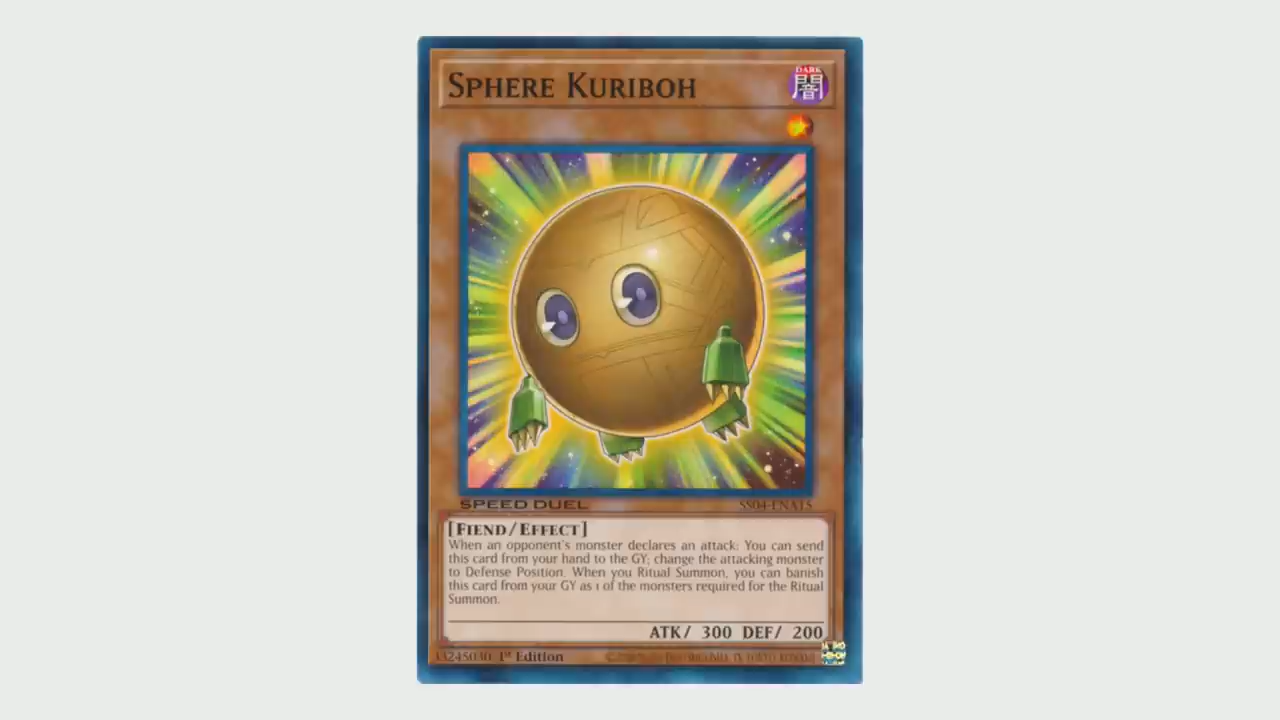 SPHERE KURIBOH
DARK
闇
SPEED DUEL
SS04-ENA15
[FIEND/EFFECT]
When an opponent's monster declares an attack: You can send
this card from your hand to the GY; change the attacking monster
to Defense Position. When you Ritual Summon, you can banish
this card from your GY as 1 of the monsters required for the Ritual
Summon.
ATK/ 300 DEF/ 200
1st Edition